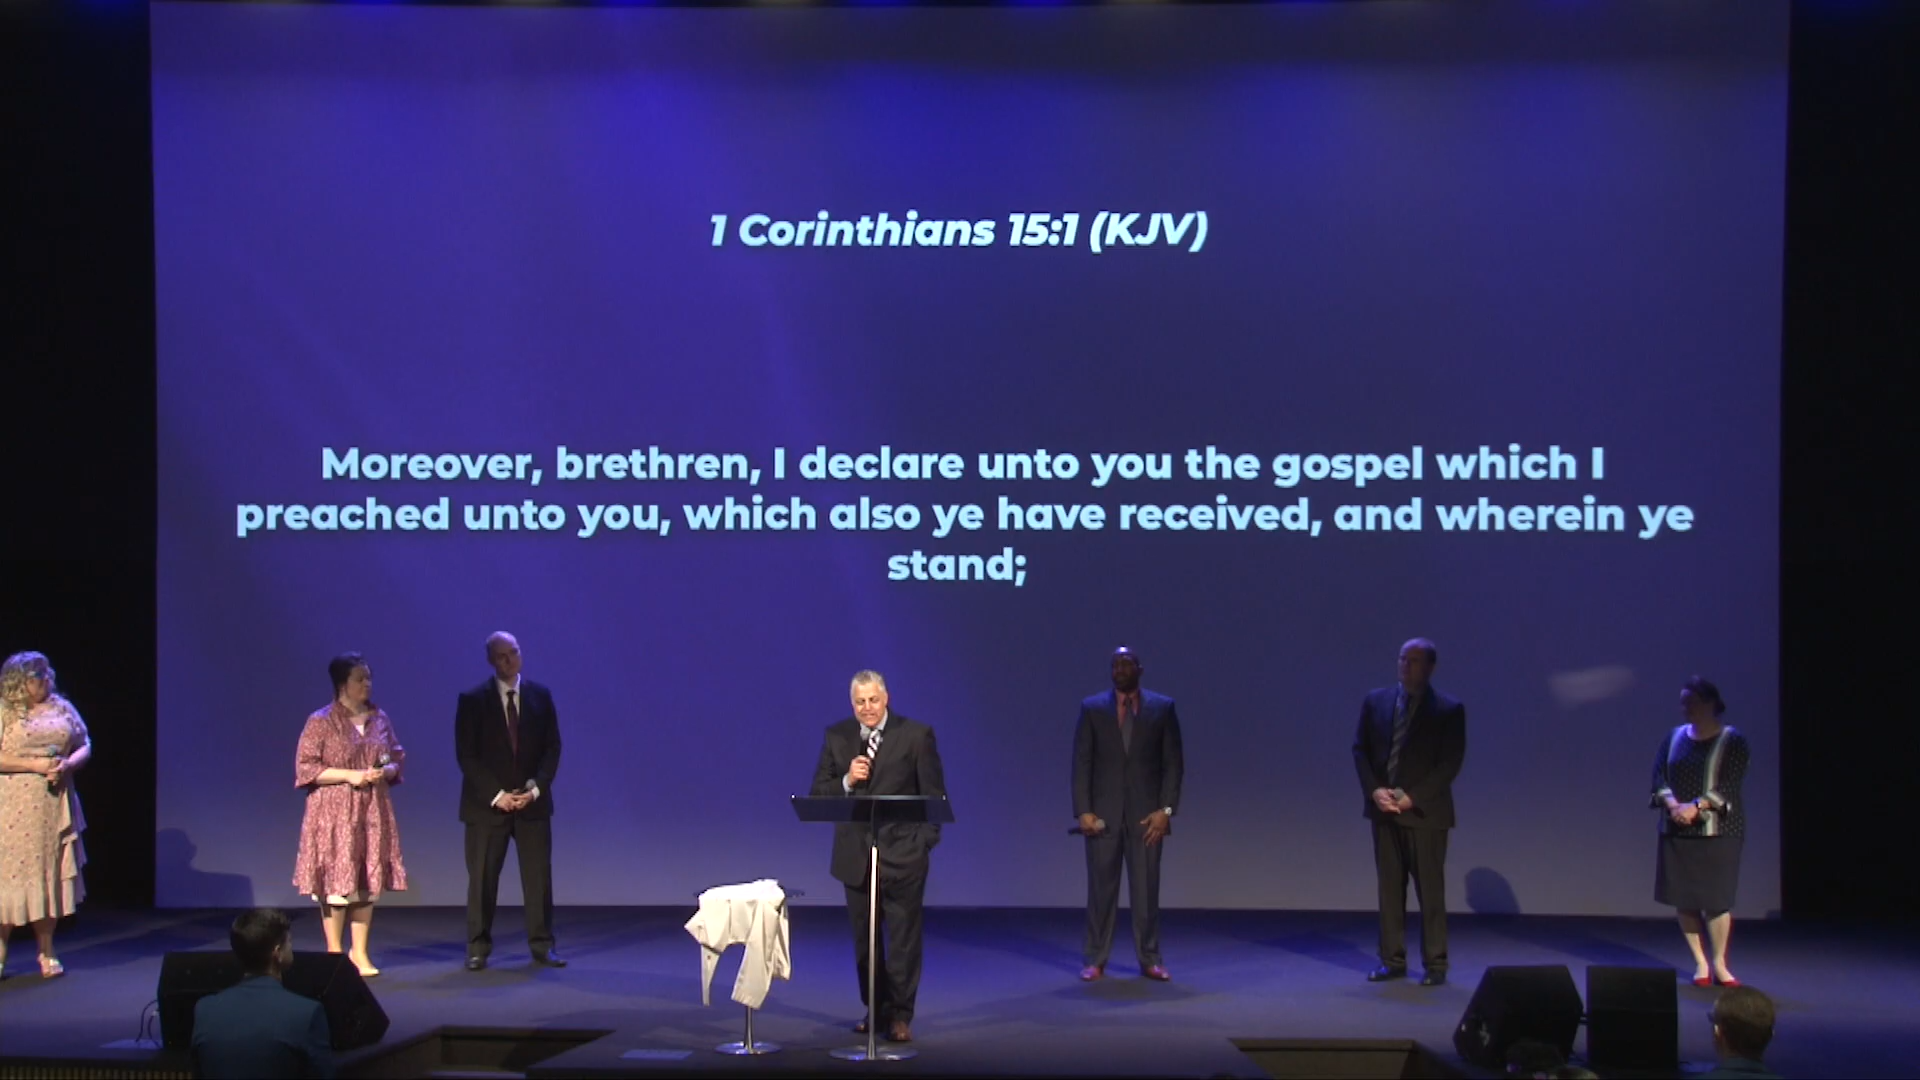 1 Corinthians 15:1 (KJV)
Moreover, brethren, I declare unto you the gospel which I
preached unto you, which also ye have received, and wherein ye
stand;